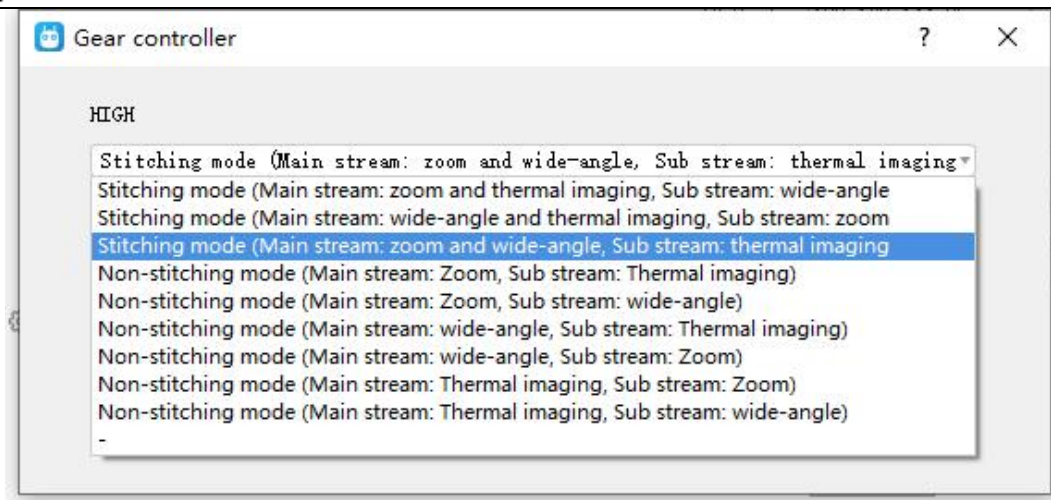 Gear controller
?
HIGH
Stitching mode (Main stream: zoom and wide-angle, Sub stream: thermal imaging
Stitching mode (Main stream: zoom and thermal imaging, Sub stream: wide-angle
Stitching mode (Main stream: wide-angle and thermal imaging, Sub stream: zoom
Stitching mode (Main stream: zoom and wide-angle, Sub stream: thermal imaging
Non-stitching mode (Main stream: Zoom, Sub stream: Thermal imaging)
Non-stitching mode (Main stream: Zoom, Sub stream: wide-angle)
Non-stitching mode (Main stream: wide-angle, Sub stream: Thermal imaging)
Non-stitching mode (Main stream: wide-angle, Sub stream: Zoom)
Non-stitching mode (Main stream: Thermal imaging, Sub stream: Zoom)
Non-stitching mode (Main stream: Thermal imaging, Sub stream: wide-angle)
-